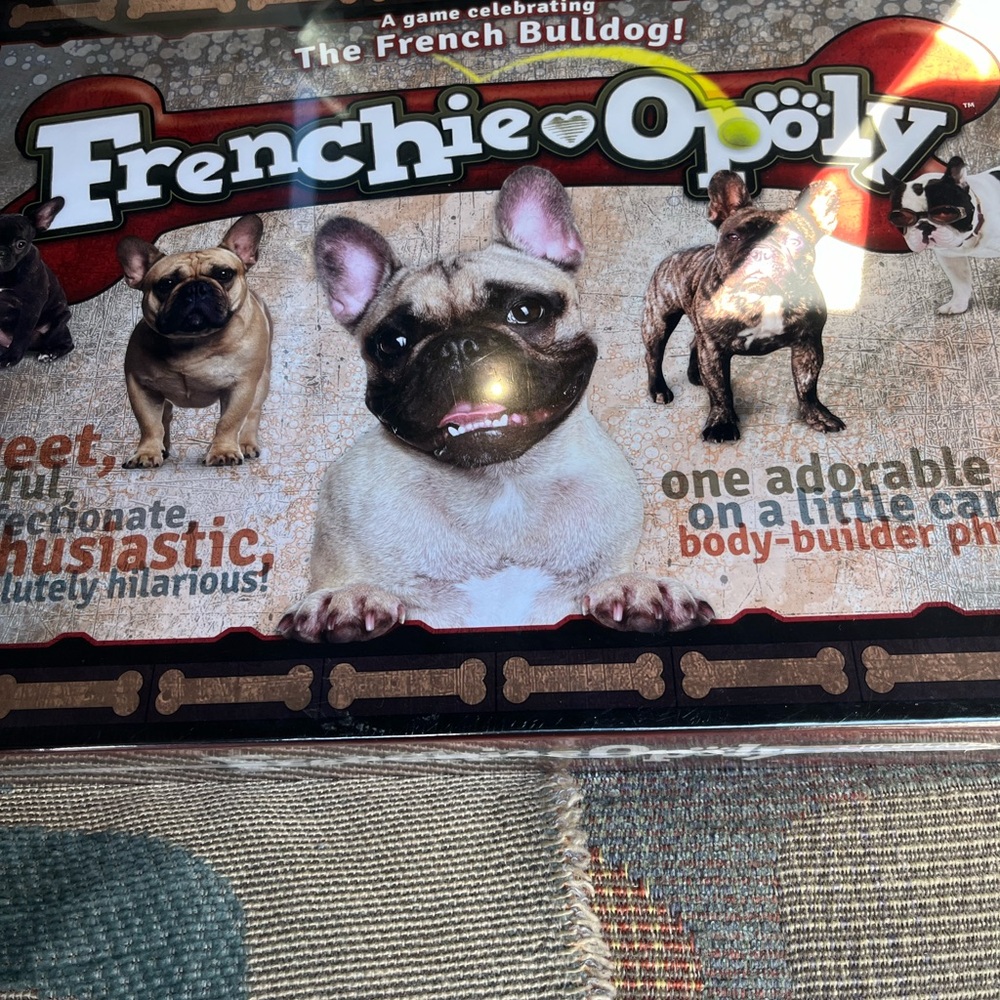 A game celebrating
The French Bulldog!
Frenchie Opoly
™
eet,
ful,
fectionate,
husiastic,
lutely hilarious!
one adorable
on a little car
body-builder ph